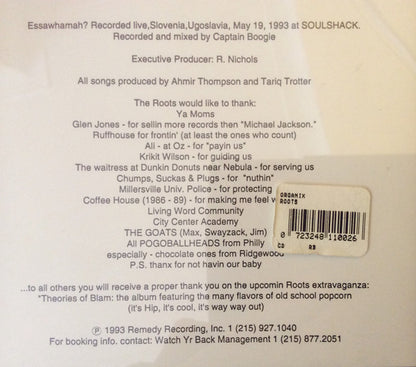 Essawhamah? Recorded live,Slovenia,Ugoslavia, May 19, 1993 at SOULSHACK.
Recorded and mixed by Captain Boogie
Executive Producer: R. Nichols
All songs produced by Ahmir Thompson and Tariq Trotter
The Roots would like to thank:
Ya Moms
Glen Jones - for sellin more records then "Michael Jackson."
Ruffhouse for frontin' (at least the ones who count)
Ali - at Oz - for "payin us"
Krikit Wilson - for guiding us
The waitress at Dunkin Donuts near Nebula - for serving us
Chumps, Suckas & Plugs - for "nuthin"
Millersville Univ. Police - for protecting
Coffee House (1986 - 89) - for making me feel
Living Word Community
City Center Academy
THE GOATS (Max, Swayzack, Jim)
All POGOBALLHEADS from Philly
especially - chocolate ones from Ridgewood
P.S. thanx for not havin our baby
ORGANIX
ROOTS
0 723248 110026
CD R9
...to all others you will receive a proper thank you on the upcomin Roots extravaganza:
"Theories of Blam: the album featuring the many flavors of old school popcorn
(it's Hip, it's cool, it's way way out)
℗ 1993 Remedy Recording, Inc. 1 (215) 927.1040
For booking info. contact: Watch Yr Back Management 1 (215) 877.2051